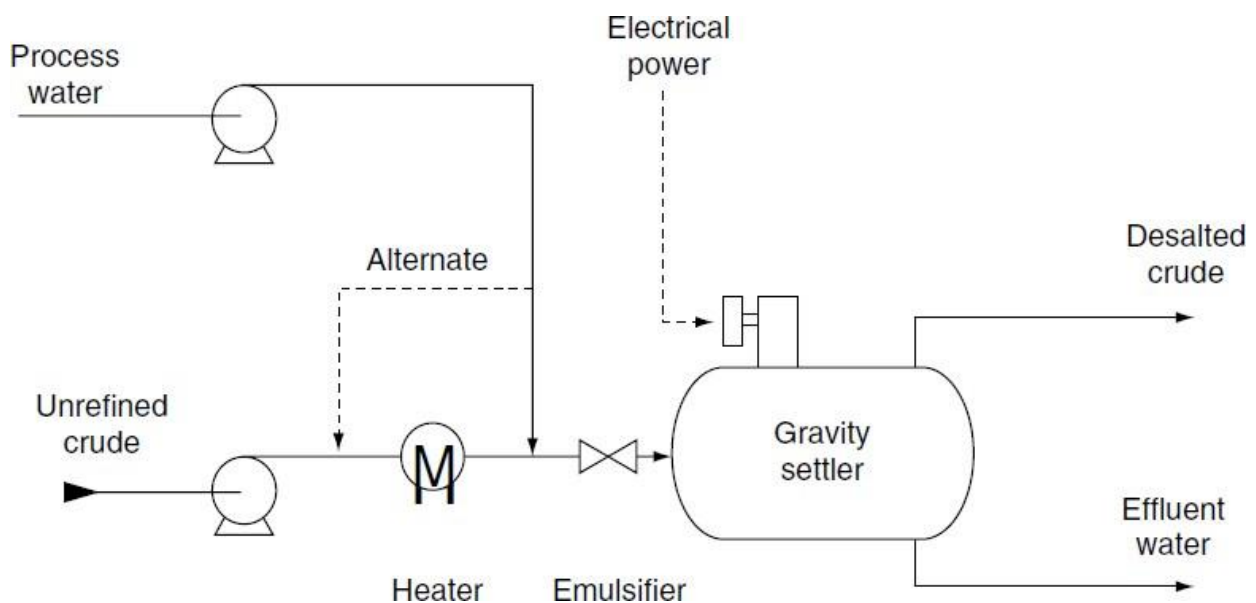 Electrical
power
Process
water
Alternate
Desalted
crude
Unrefined
crude
M
Gravity
settler
Effluent
water
Heater
Emulsifier